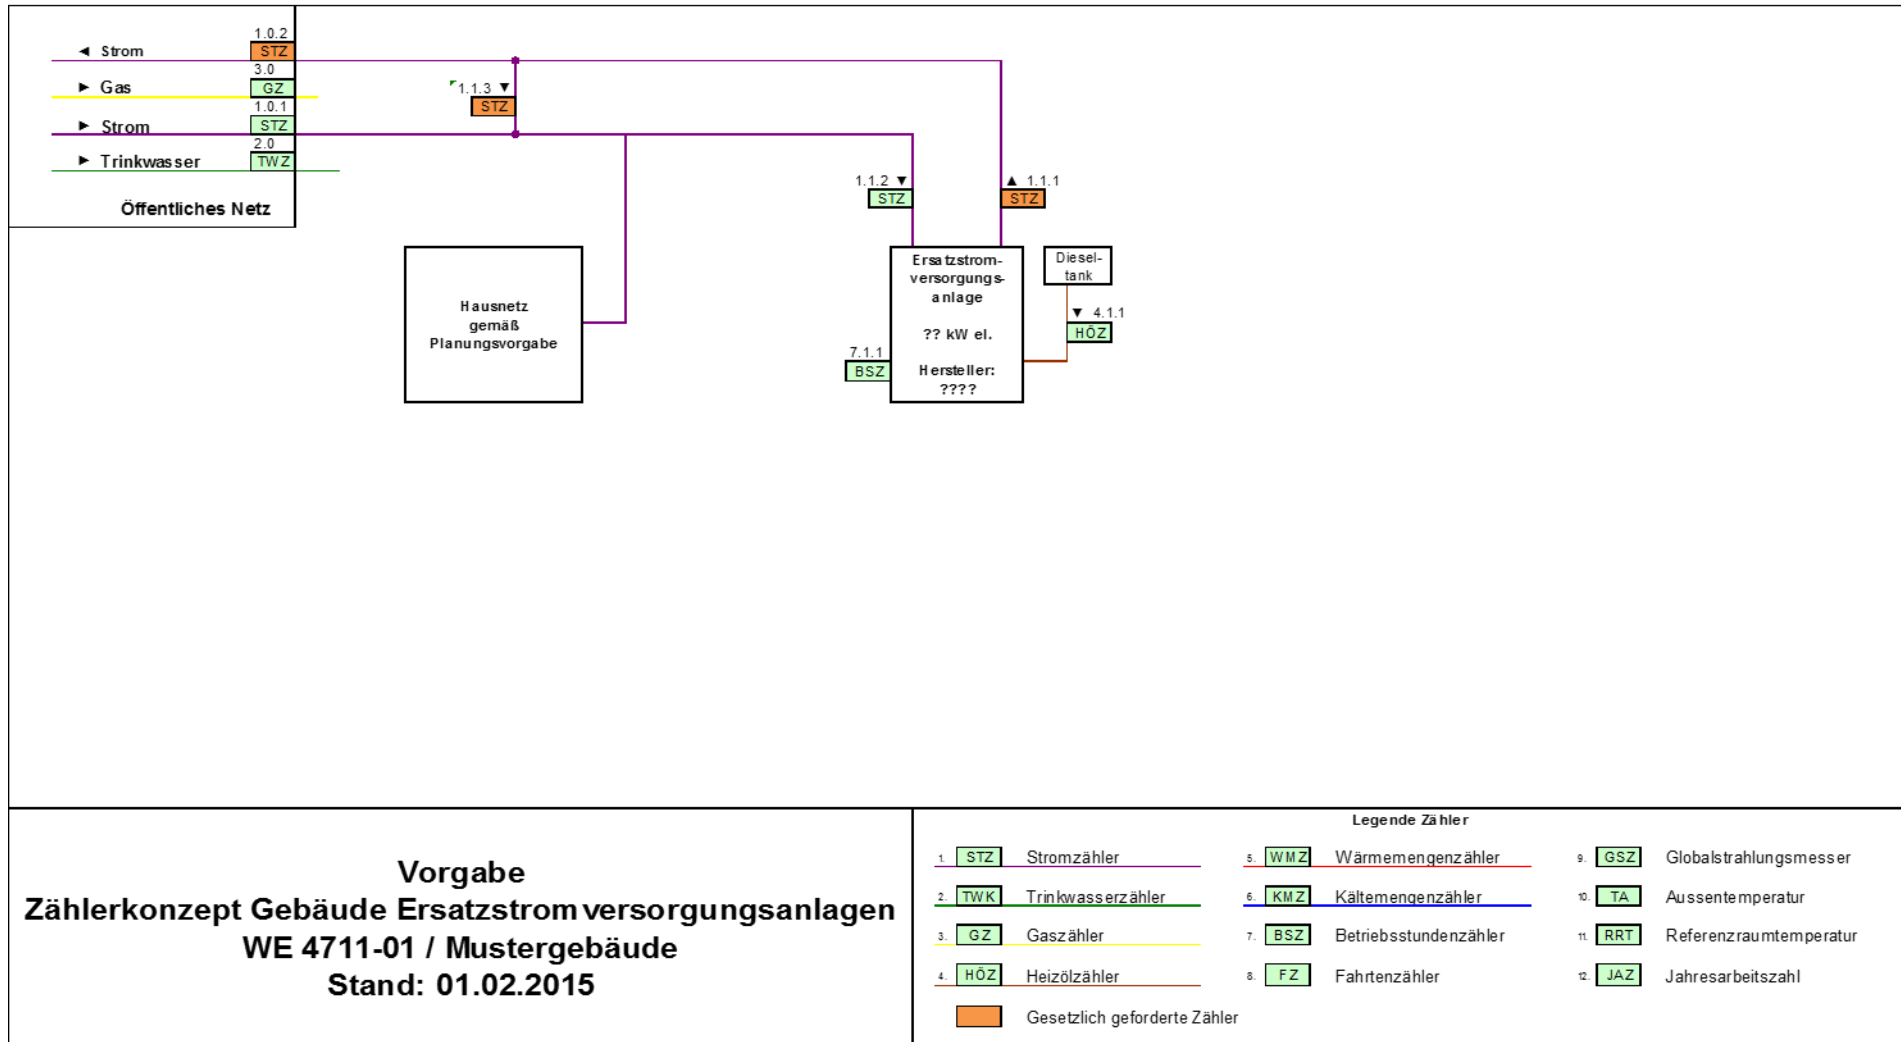 1.0.2
◄ Strom STZ
3.0
► Gas GZ
1.0.1
► Strom STZ
2.0
► Trinkwasser TWZ
Öffentliches Netz
1.1.3 ▼
STZ
1.1.2 ▼
STZ
▲ 1.1.1
STZ
Hausnetz
gemäß
Planungsvorgabe
Ersatzstrom-
versorgungs-
anlage
?? kW el.
Hersteller:
????
Diesel-
tank
▼ 4.1.1
HÖZ
7.1.1
BSZ
Vorgabe
Zählerkonzept Gebäude Ersatzstromversorgungsanlagen
WE 4711-01 / Mustergebäude
Stand: 01.02.2015
Legende Zähler
1. STZ Stromzähler
2. TWK Trinkwasserzähler
3. GZ Gaszähler
4. HÖZ Heizölzähler
Gesetzlich geforderte Zähler
5. WMZ Wärmemengenzähler
6. KMZ Kältemengenzähler
7. BSZ Betriebsstundenzähler
8. FZ Fahrtenzähler
9. GSZ Globalstrahlungsmesser
10. TA Aussentemperatur
11. RRT Referenzraumtemperatur
12. JAZ Jahresarbeitszahl